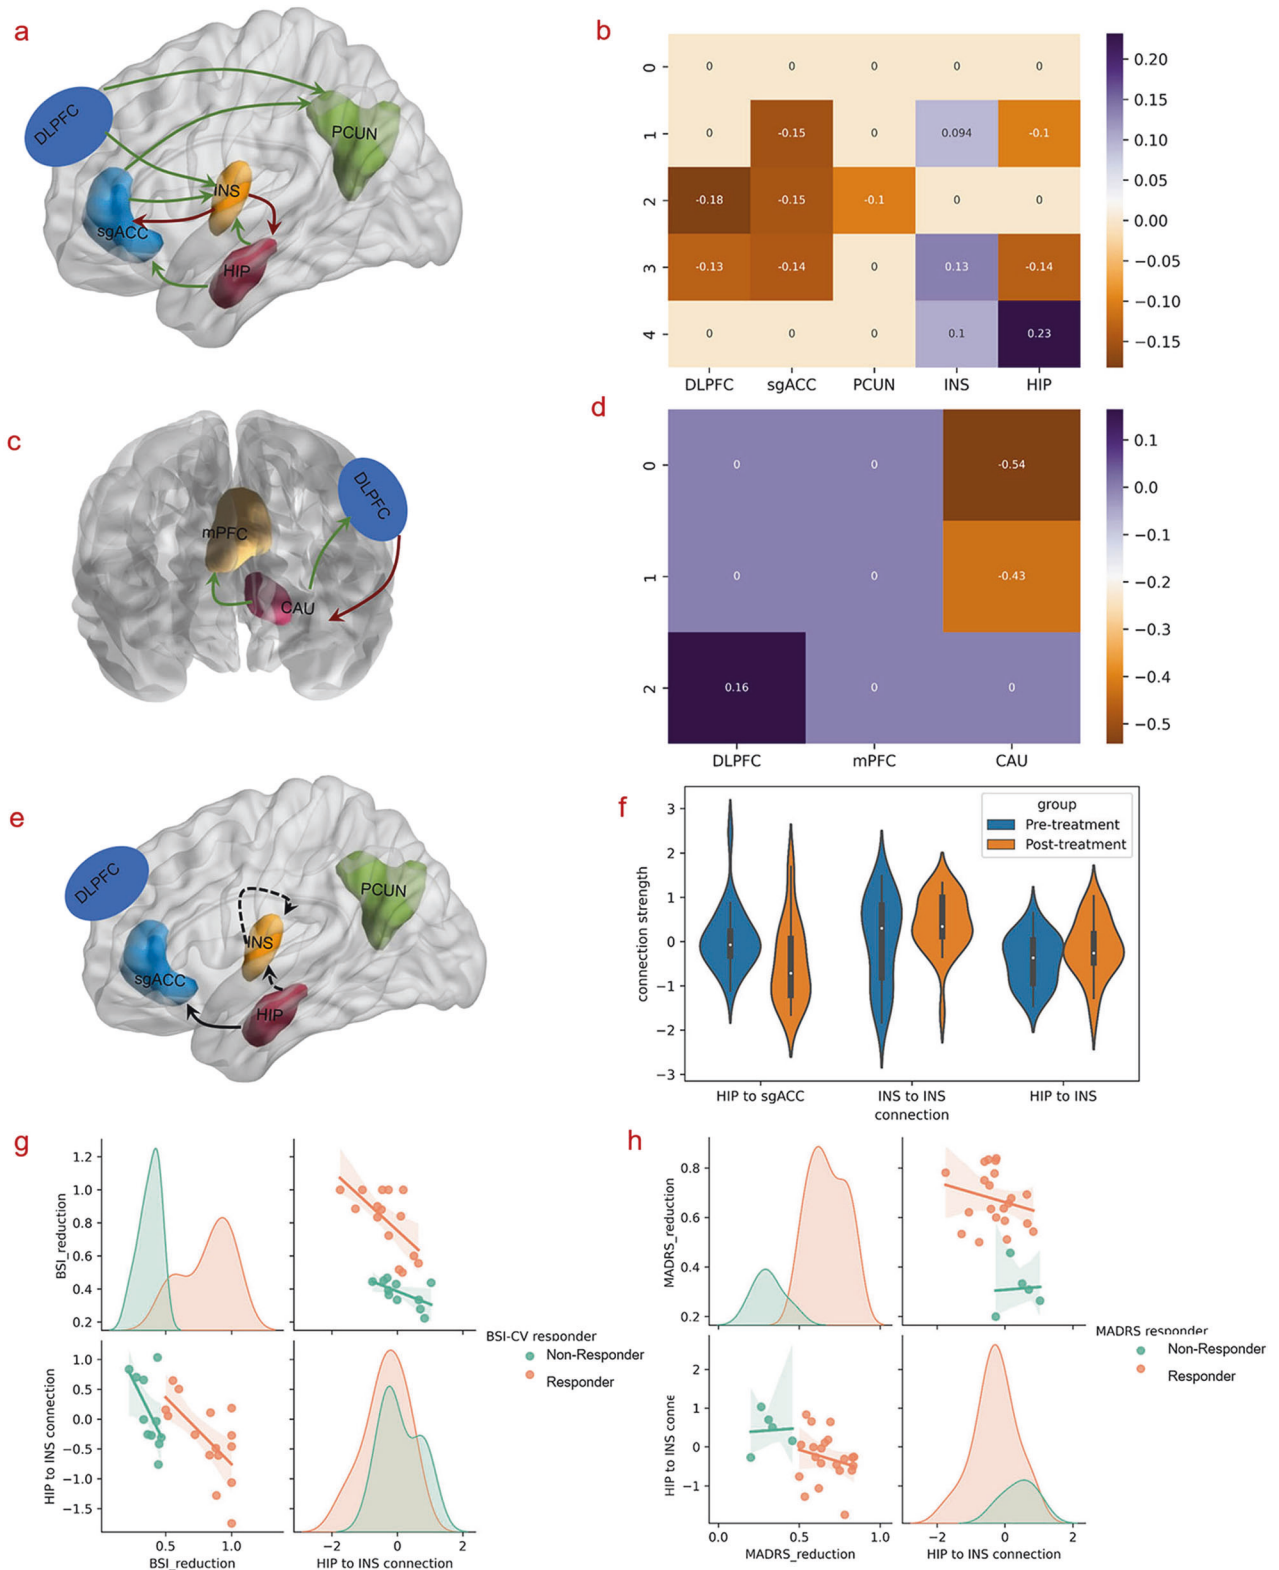 a
DLPFC
PCUN
INS
sgACC
HIP
b
0
0 0 0 0 0
1
0 -0.15 0 0.094 -0.1
2
-0.18 -0.15 -0.1 0 0
3
-0.13 -0.14 0 0.13 -0.14
4
0 0 0 0.1 0.23
DLPFC sgACC PCUN INS HIP
0.20
0.15
0.10
0.05
0.00
−0.05
−0.10
−0.15
c
DLPFC
mPFC
CAU
d
0
0 0 -0.54
1
0 0 -0.43
2
0.16 0 0
DLPFC mPFC CAU
0.1
0.0
−0.1
−0.2
−0.3
−0.4
−0.5
e
DLPFC
PCUN
INS
sgACC
HIP
f
connection strength
3
2
1
0
−1
−2
−3
group
Pre-treatment
Post-treatment
HIP to sgACC INS to INS HIP to INS
connection
g
BSI_reduction
1.2
1.0
0.8
0.6
0.4
0.2
HIP to INS connection
1.0
0.5
0.0
−0.5
−1.0
−1.5
0.5 1.0
BSI_reduction
−2 0 2
HIP to INS connection
BSI-CV responder
Non-Responder
Responder
h
MADRS_reduction
0.8
0.6
0.4
0.2
HIP to INS conne
2
1
0
−1
0.0 0.5 1.0
MADRS_reduction
−2 0 2
HIP to INS connection
MADRS responder
Non-Responder
Responder